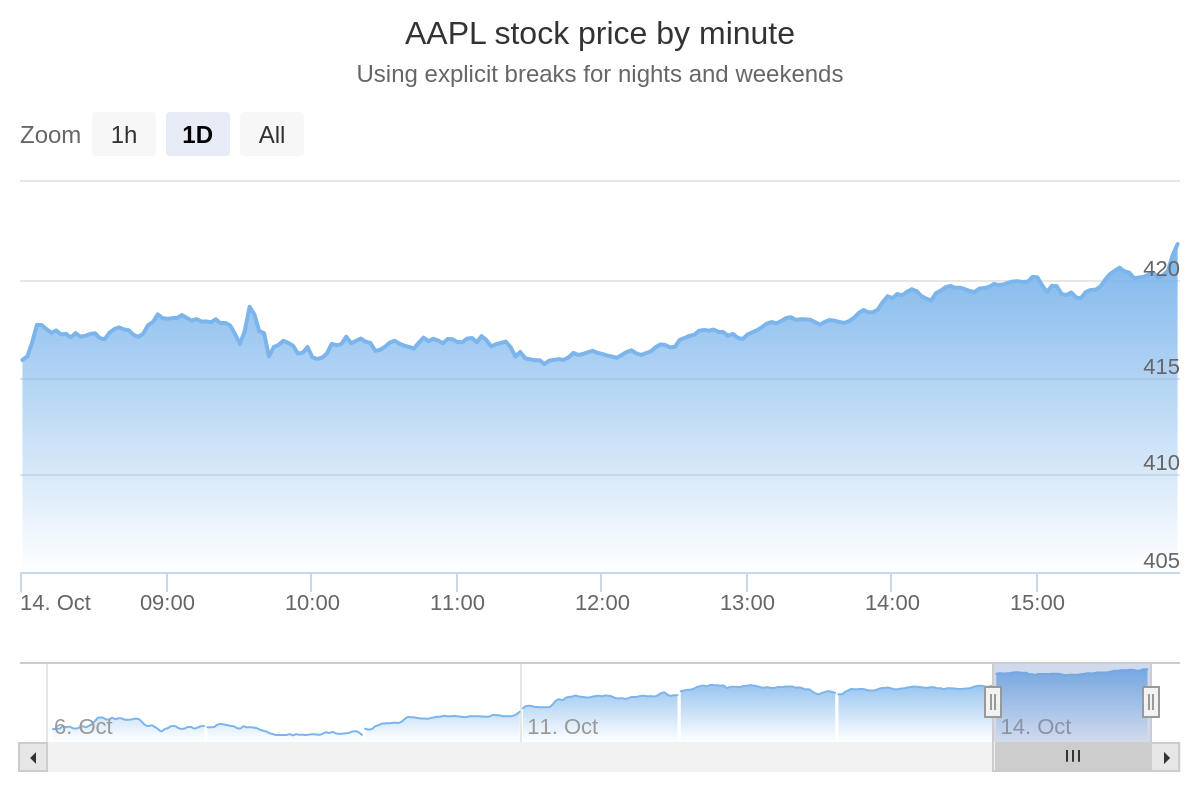 AAPL stock price by minute
Using explicit breaks for nights and weekends
Zoom 1h 1D All
420
415
410
405
14. Oct 09:00 10:00 11:00 12:00 13:00 14:00 15:00
6. Oct 11. Oct 14. Oct